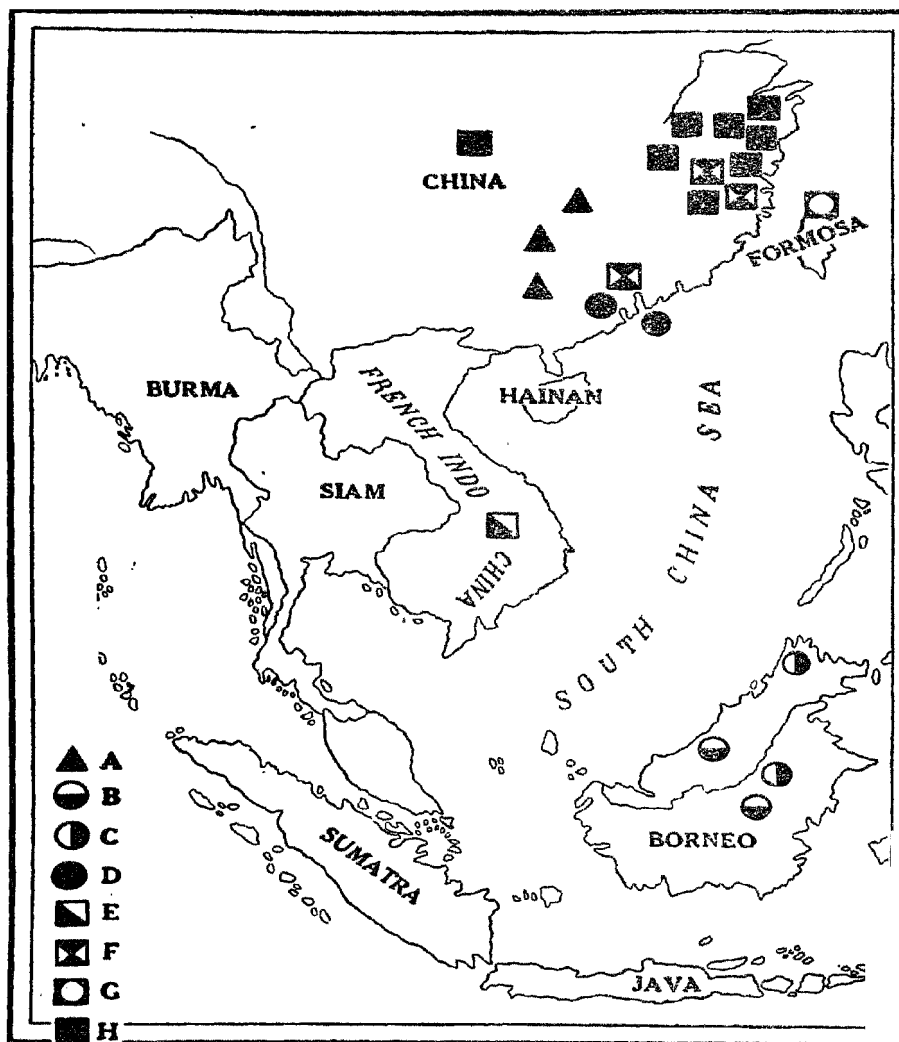 CHINA
FORMOSA
BURMA
FRENCH INDO
CHINA
HAINAN
SIAM
SOUTH CHINA SEA
A
B
C
D
E
F
G
H
SUMATRA
BORNEO
JAVA